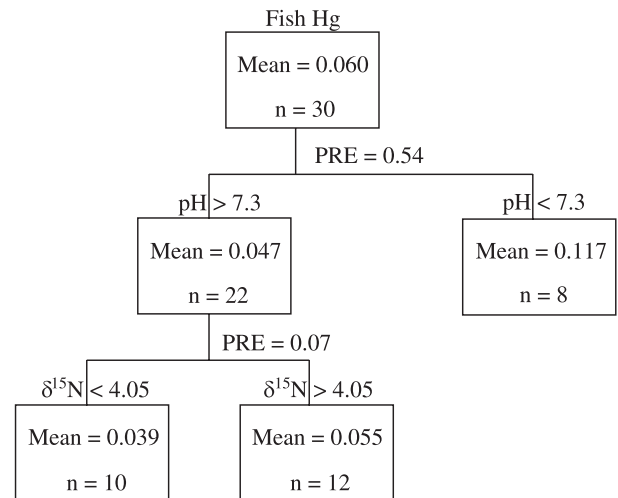 Fish Hg
Mean = 0.060
n = 30
PRE = 0.54
pH > 7.3
pH < 7.3
Mean = 0.047
n = 22
Mean = 0.117
n = 8
PRE = 0.07
δ¹⁵N < 4.05
δ¹⁵N > 4.05
Mean = 0.039
n = 10
Mean = 0.055
n = 12